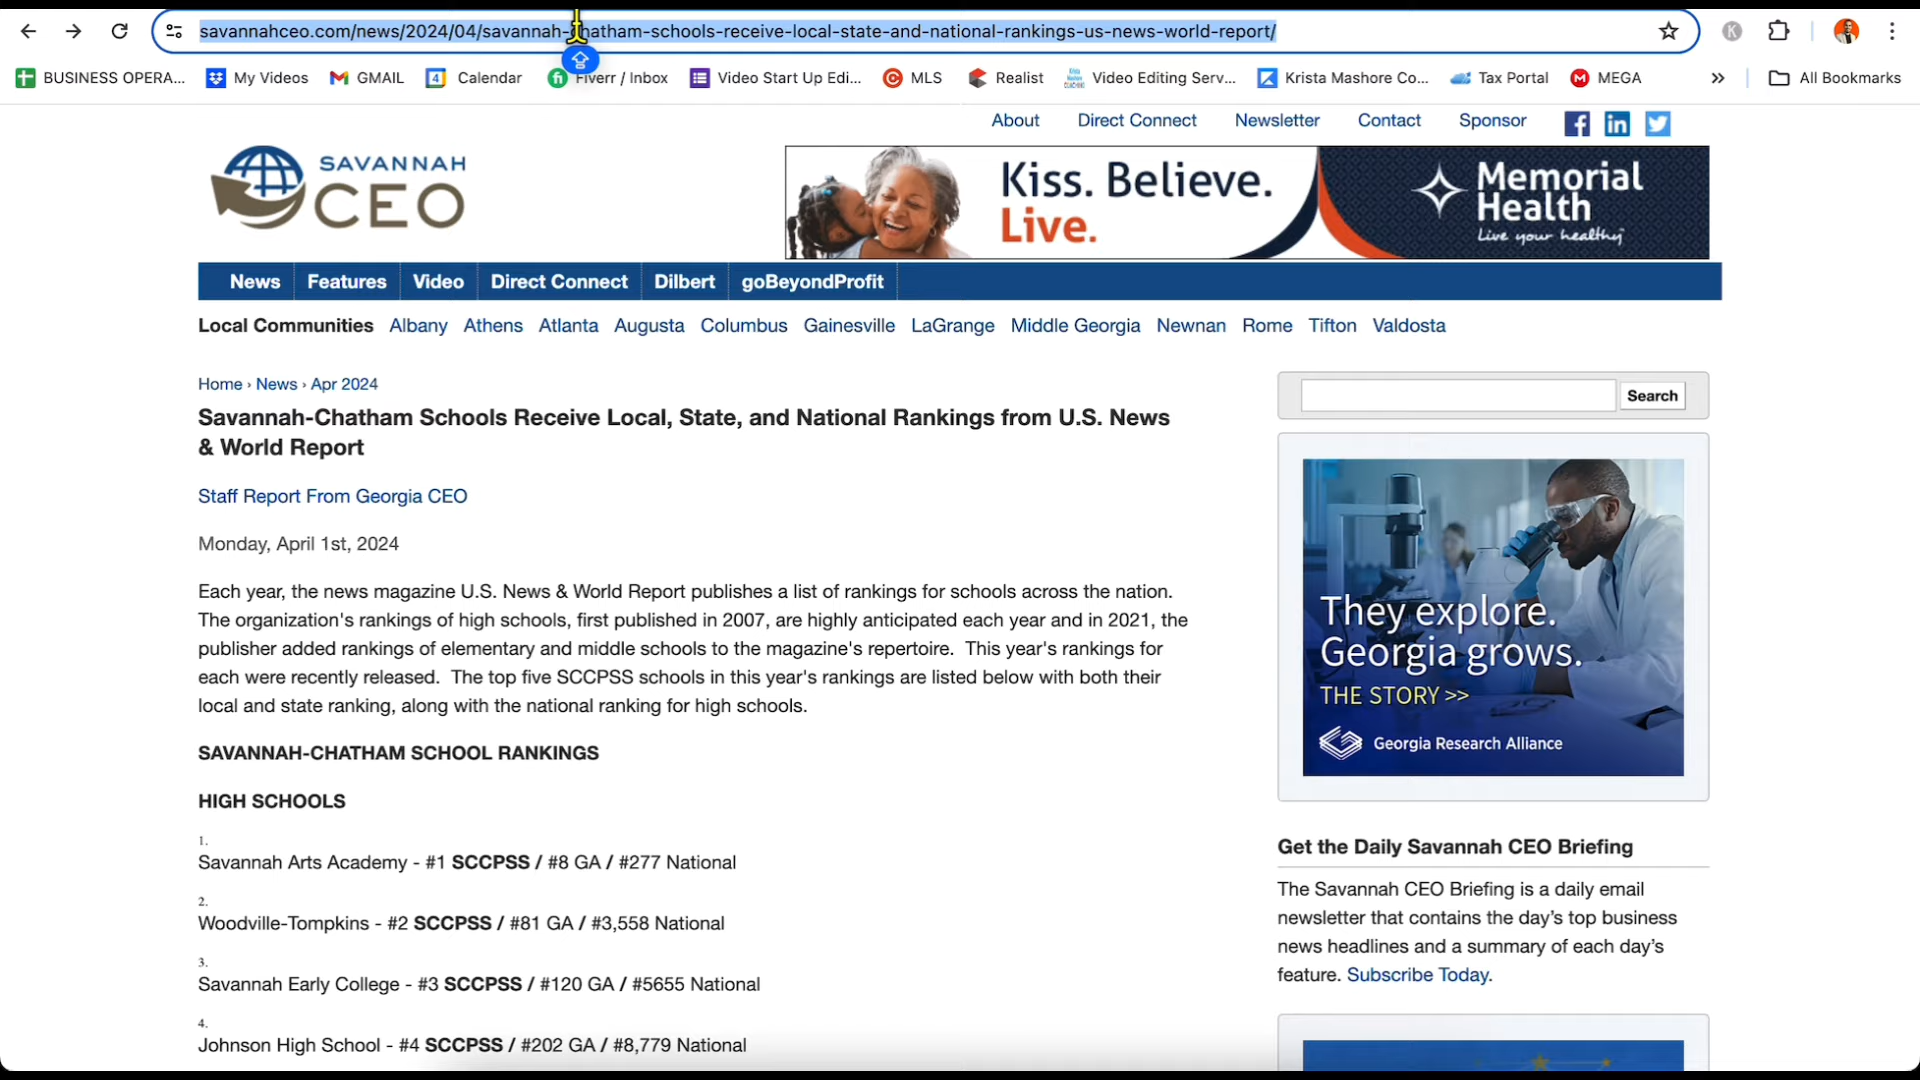 savannahceo.com/news/2024/04/savannah-chatham-schools-receive-local-state-and-national-rankings-us-news-world-report/
K
BUSINESS OPERA...
My Videos
GMAIL
4
Calendar
fi
Fiverr / Inbox
Video Start Up Edi...
MLS
Realist
Video Editing Serv...
Krista Mashore Co...
Tax Portal
M
MEGA
All Bookmarks
About
Direct Connect
Newsletter
Contact
Sponsor
SAVANNAH
CEO
Kiss. Believe.
Live.
Memorial
Health
Live your healthy
News
Features
Video
Direct Connect
Dilbert
goBeyondProfit
Local Communities Albany Athens Atlanta Augusta Columbus Gainesville LaGrange Middle Georgia Newnan Rome Tifton Valdosta
Home › News › Apr 2024
Savannah-Chatham Schools Receive Local, State, and National Rankings from U.S. News
& World Report
Staff Report From Georgia CEO
Monday, April 1st, 2024
Each year, the news magazine U.S. News & World Report publishes a list of rankings for schools across the nation.
The organization's rankings of high schools, first published in 2007, are highly anticipated each year and in 2021, the
publisher added rankings of elementary and middle schools to the magazine's repertoire. This year's rankings for
each were recently released. The top five SCCPSS schools in this year's rankings are listed below with both their
local and state ranking, along with the national ranking for high schools.
SAVANNAH-CHATHAM SCHOOL RANKINGS
HIGH SCHOOLS
1.
Savannah Arts Academy - #1 SCCPSS / #8 GA / #277 National
2.
Woodville-Tompkins - #2 SCCPSS / #81 GA / #3,558 National
3.
Savannah Early College - #3 SCCPSS / #120 GA / #5655 National
4.
Johnson High School - #4 SCCPSS / #202 GA / #8,779 National
Search
They explore.
Georgia grows.
THE STORY >>
Georgia Research Alliance
Get the Daily Savannah CEO Briefing
The Savannah CEO Briefing is a daily email
newsletter that contains the day's top business
news headlines and a summary of each day's
feature. Subscribe Today.